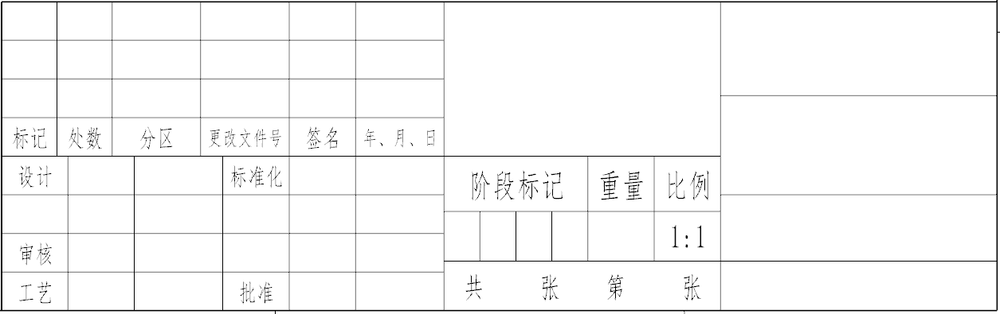 标记 处数 分区 更改文件号 签名 年、月、日
设计 标准化
阶段标记 重量 比例
审核 1:1
工艺 批准 共 张 第 张